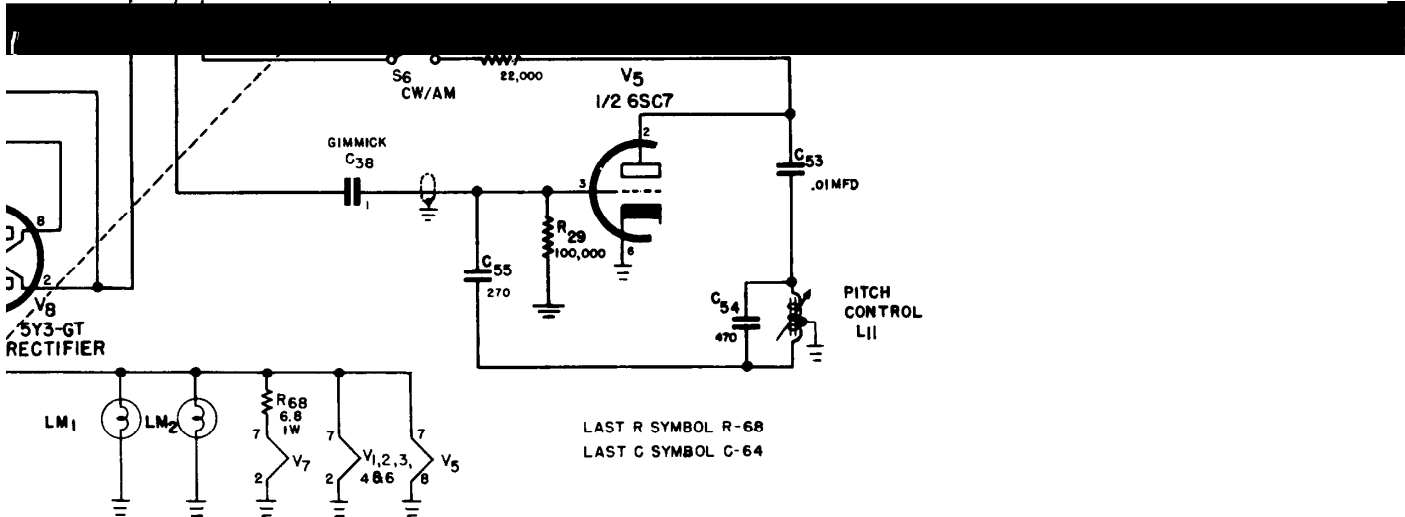 S6
CW/AM
22,000
V5
1/2 6SC7
2
GIMMICK
C38
1
3
C53
.01MFD
R29
100,000
6
C55
270
8
2
V8
5Y3-GT
RECTIFIER
C54
470
PITCH
CONTROL
L11
LM1
LM2
R68
6.8
1W
7
2
V7
7
2
V1,2,3,
4&6
7
8
V5
LAST R SYMBOL R-68
LAST C SYMBOL C-64